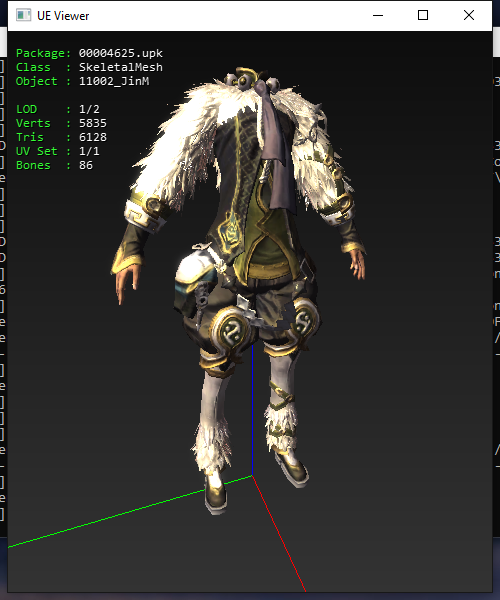 UE Viewer
Package: 00004625.upk
Class : SkeletalMesh
Object : 11002_JinM
LOD : 1/2
Verts : 5835
Tris : 6128
UV Set : 1/1
Bones : 86